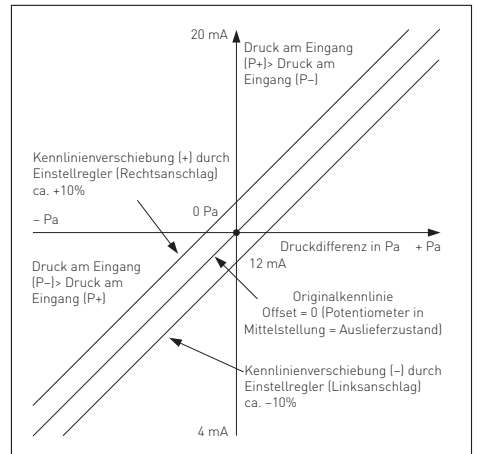 20 mA
Druck am Eingang
(P+)> Druck am
Eingang (P–)
Kennlinienverschiebung (+) durch
Einstellregler (Rechtsanschlag)
ca. +10%
0 Pa
– Pa
Druckdifferenz in Pa + Pa
12 mA
Druck am Eingang
(P–)> Druck am
Eingang (P+)
Originalkennlinie
Offset = 0 (Potentiometer in
Mittelstellung = Auslieferzustand)
Kennlinienverschiebung (–) durch
Einstellregler (Linksanschlag)
ca. –10%
4 mA